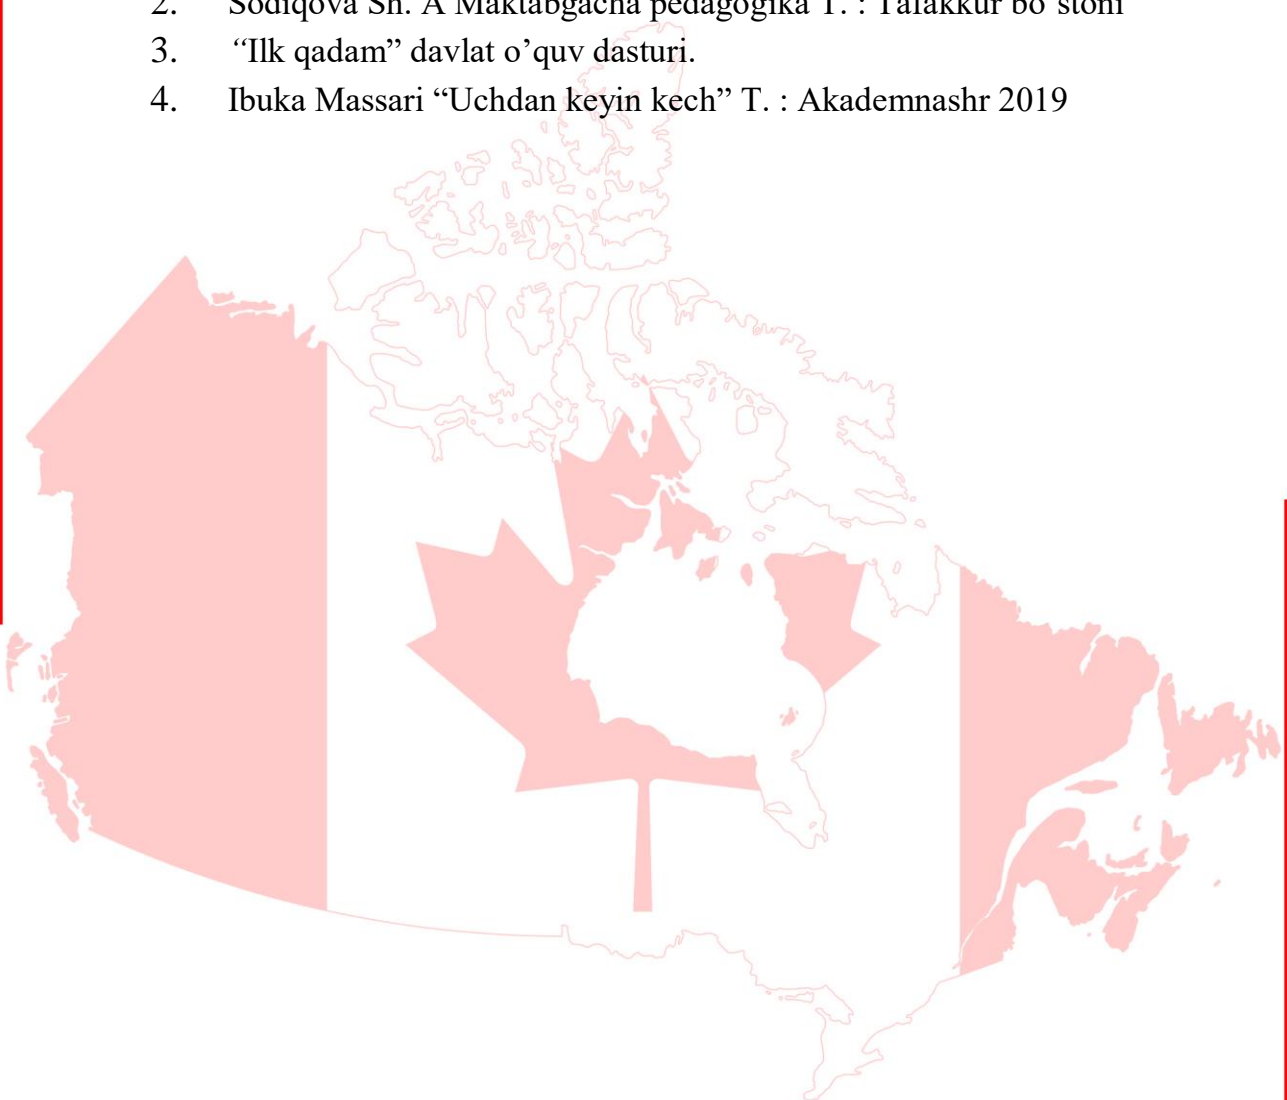 2. Sodiqova Sh. A Maktabgacha pedagogika T. : Tafakkur bo’stoni
3. “Ilk qadam” davlat o’quv dasturi.
4. Ibuka Massari “Uchdan keyin kech” T. : Akademnashr 2019